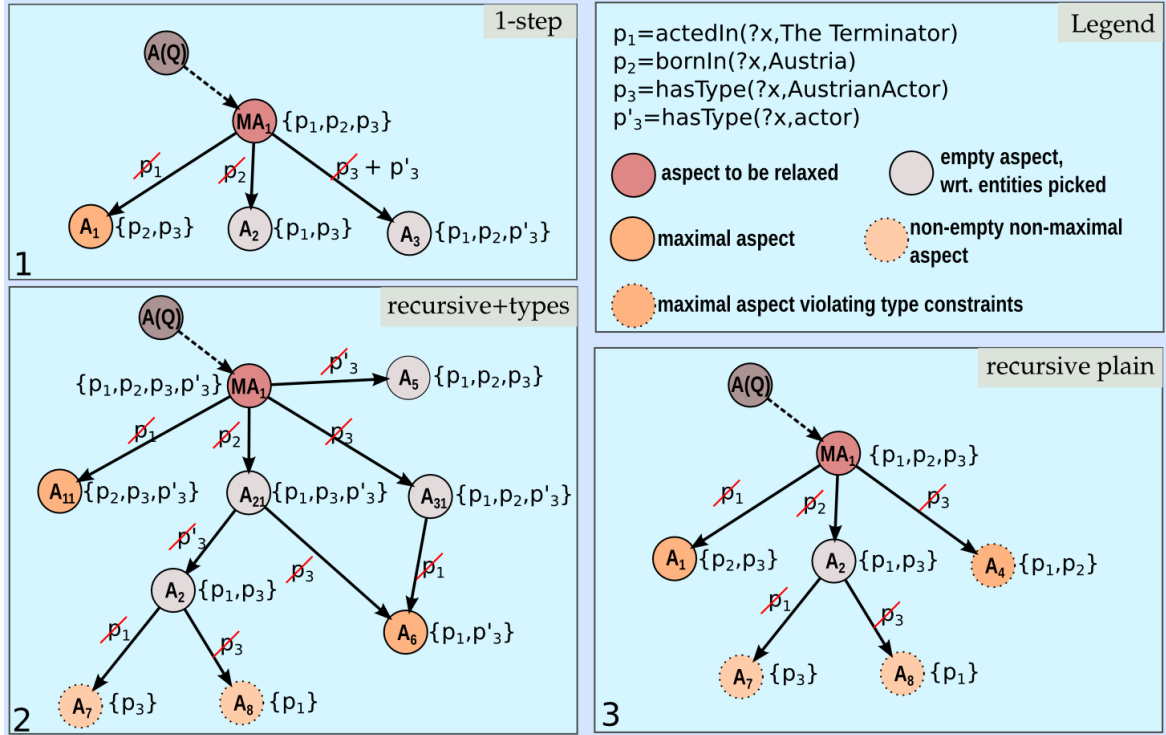 1-step
A(Q)
MA₁ {p₁,p₂,p₃}
p₁ p₂ p₃ + p'₃
A₁ {p₂,p₃} A₂ {p₁,p₃} A₃ {p₁,p₂,p'₃}
1
Legend
p₁=actedIn(?x,The Terminator)
p₂=bornIn(?x,Austria)
p₃=hasType(?x,AustrianActor)
p'₃=hasType(?x,actor)
aspect to be relaxed
empty aspect,
wrt. entities picked
maximal aspect
non-empty non-maximal
aspect
maximal aspect violating type constraints
recursive+types
A(Q)
p'₃
{p₁,p₂,p₃,p'₃} MA₁ A₅ {p₁,p₂,p₃}
p₁ p₂ p₃
A₁₁ {p₂,p₃,p'₃} A₂₁ {p₁,p₃,p'₃} A₃₁ {p₁,p₂,p'₃}
p'₃ p₃ p₁
A₂ {p₁,p₃}
A₆ {p₁,p'₃}
p₁ p₃
A₇ {p₃} A₈ {p₁}
2
recursive plain
A(Q)
MA₁ {p₁,p₂,p₃}
p₁ p₂ p₃
A₁ {p₂,p₃} A₂ {p₁,p₃} A₄ {p₁,p₂}
p₁ p₃
A₇ {p₃} A₈ {p₁}
3